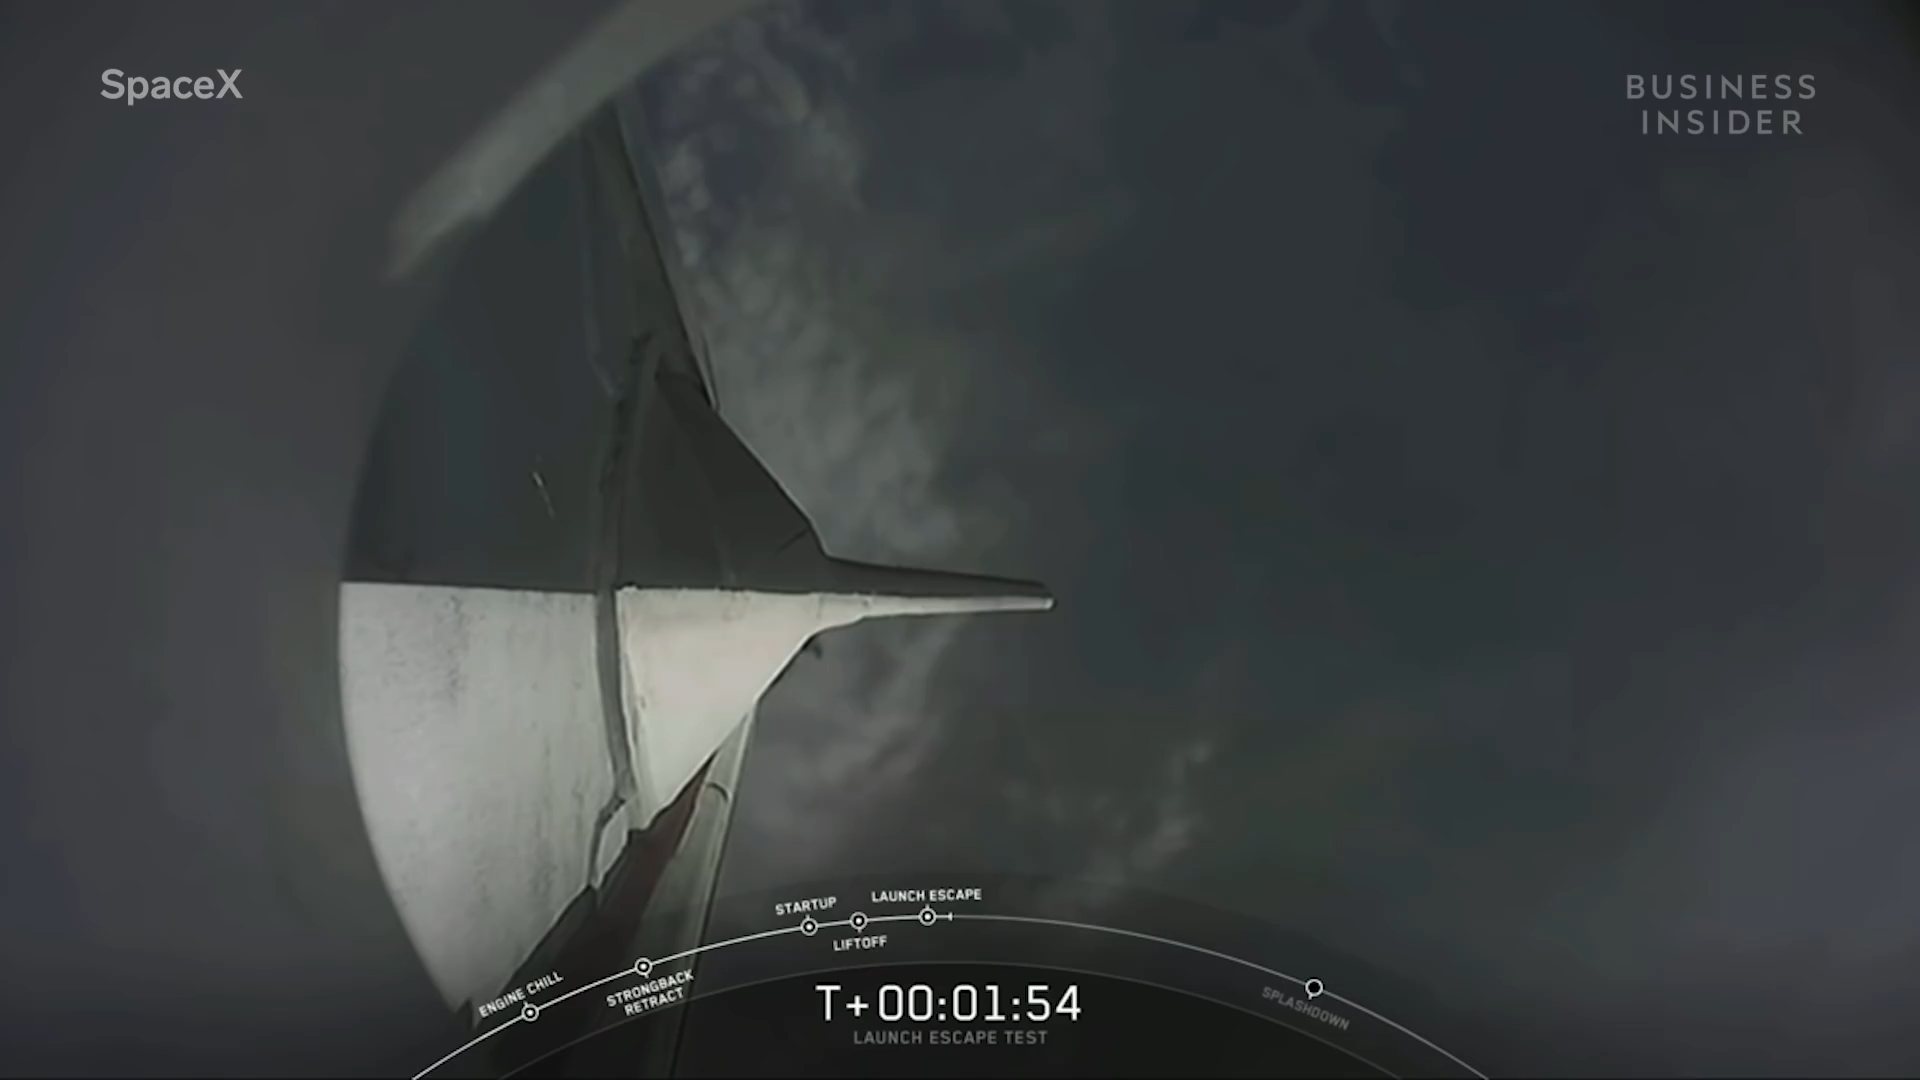 SpaceX
BUSINESS
INSIDER
ENGINE CHILL
STRONGBACK
RETRACT
STARTUP
LIFTOFF
LAUNCH ESCAPE
SPLASHDOWN
T+00:01:54
LAUNCH ESCAPE TEST